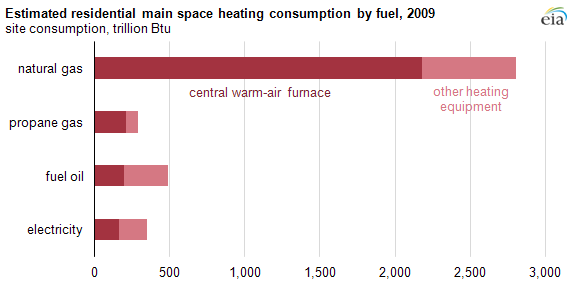 Estimated residential main space heating consumption by fuel, 2009
site consumption, trillion Btu
eia
natural gas
central warm-air furnace
other heating
equipment
propane gas
fuel oil
electricity
0 500 1,000 1,500 2,000 2,500 3,000